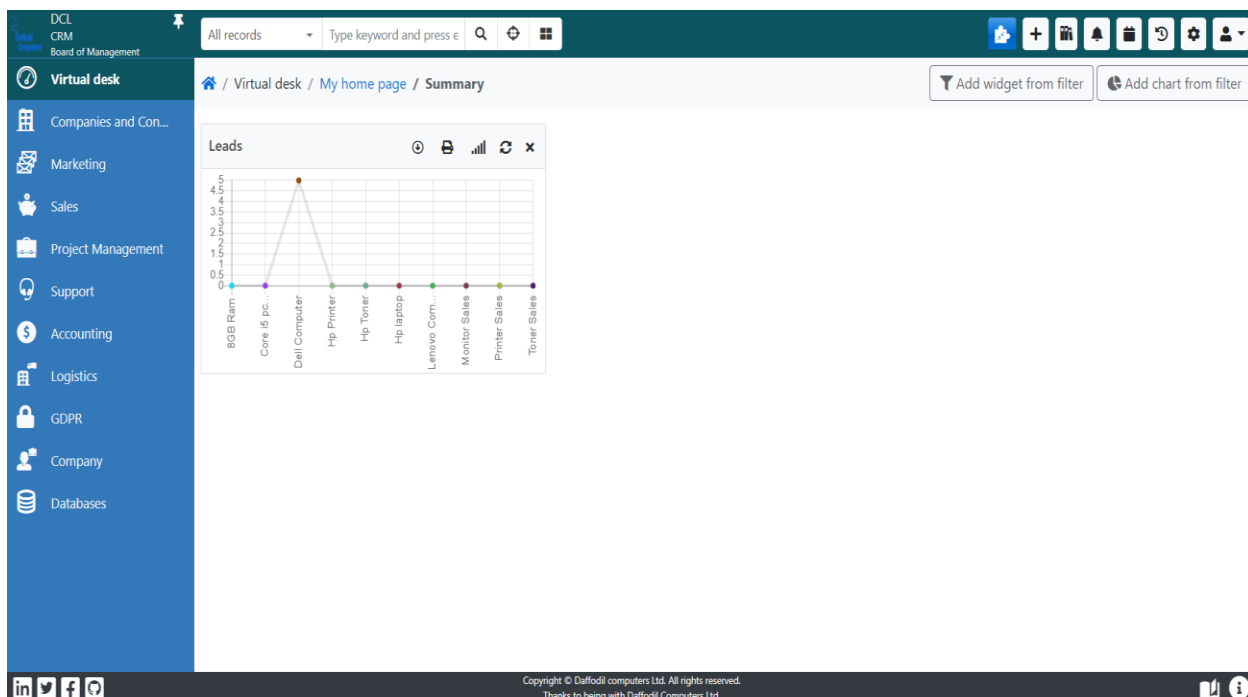 DCL
CRM
Board of Management
All records
Type keyword and press e
Virtual desk
Companies and Con...
Marketing
Sales
Project Management
Support
Accounting
Logistics
GDPR
Company
Databases
/ Virtual desk / My home page / Summary
Add widget from filter
Add chart from filter
Leads
5
4.5
4
3.5
3
2.5
2
1.5
1
0.5
0
8GB Ram
Core I5 pc...
Dell Computer
Hp Printer
Hp Toner
Hp laptop
Lenovo Com...
Monitor Sales
Printer Sales
Toner Sales
Copyright © Daffodil computers Ltd. All rights reserved.
Thanks to being with Daffodil Computers Ltd